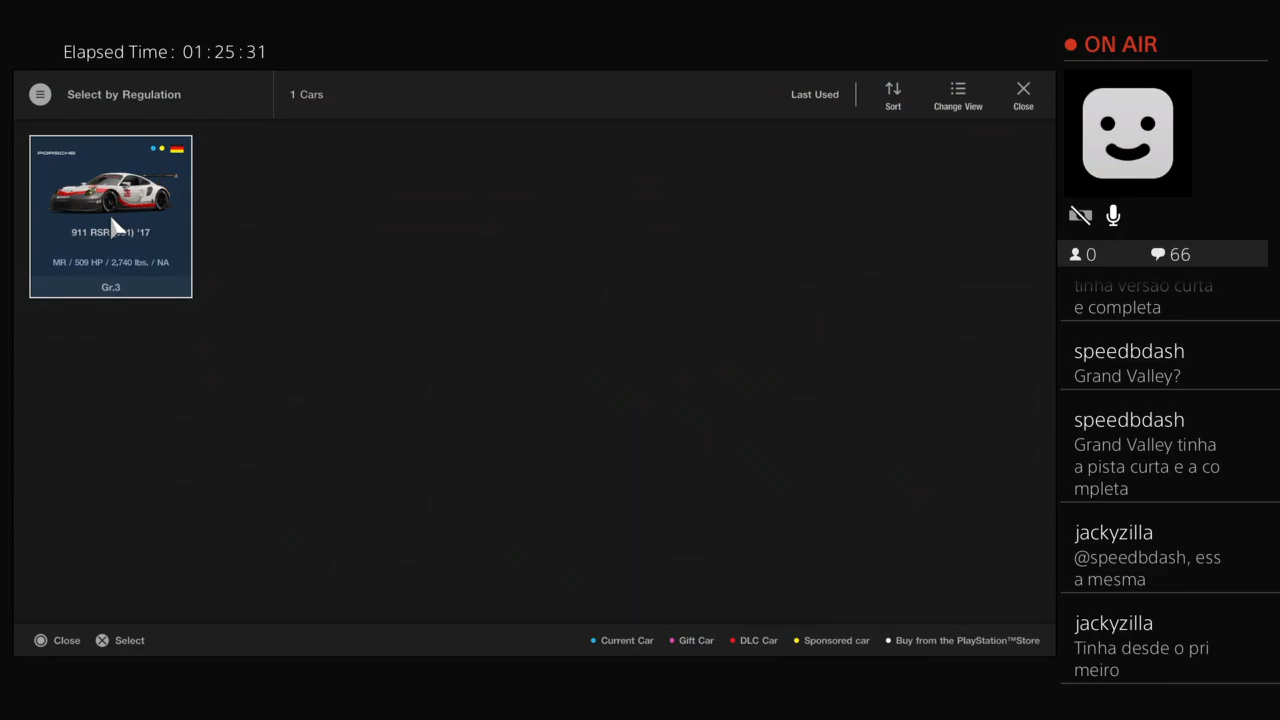 Elapsed Time: 01:25:31
ON AIR
Select by Regulation
1 Cars
Last Used
Sort
Change View
Close
PORSCHE
911 RSR '17
MR / 509 HP / 2,740 lbs. / NA
Gr.3
0
66
tinha versão curta
e completa
speedbdash
Grand Valley?
speedbdash
Grand Valley tinha
a pista curta e a co
mpleta
jackyzilla
@speedbdash, ess
a mesma
jackyzilla
Tinha desde o pri
meiro
Close
Select
Current Car
Gift Car
DLC Car
Sponsored car
Buy from the PlayStation™Store